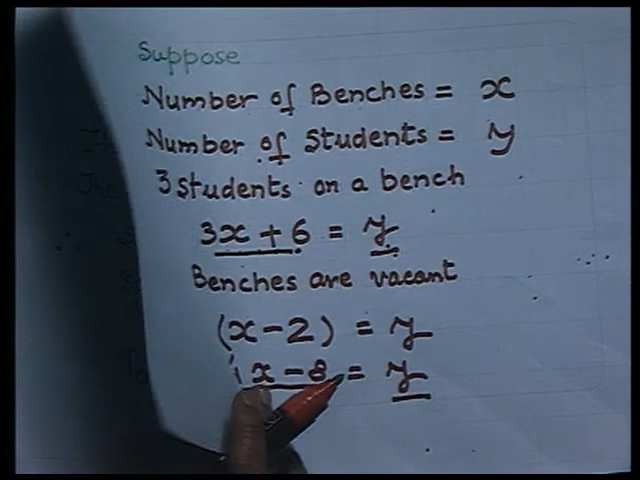 Suppose
Number of Benches = x
Number of Students = y
3 students on a bench
3x + 6 = y
Benches are vacant
(x - 2) = y
x - 8 = y